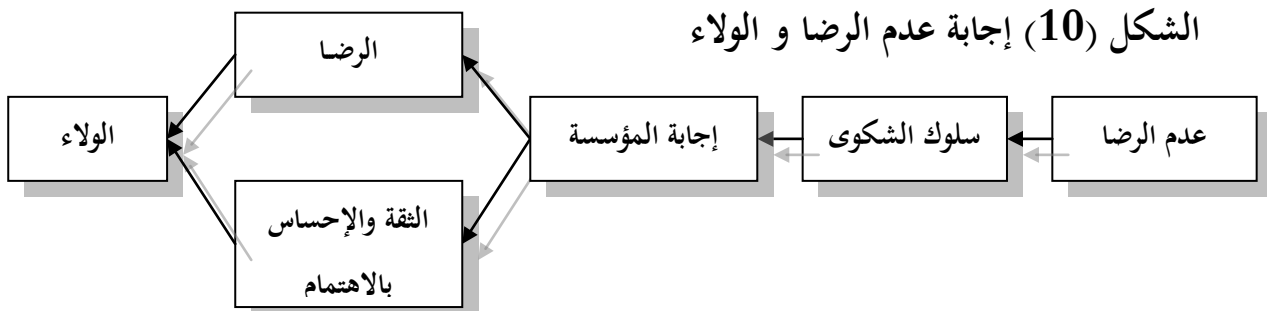 الشكل (10) إجابة عدم الرضا و الولاء
عدم الرضا
سلوك الشكوى
إجابة المؤسسة
الرضا
الثقة والإحساس
بالاهتمام
الولاء